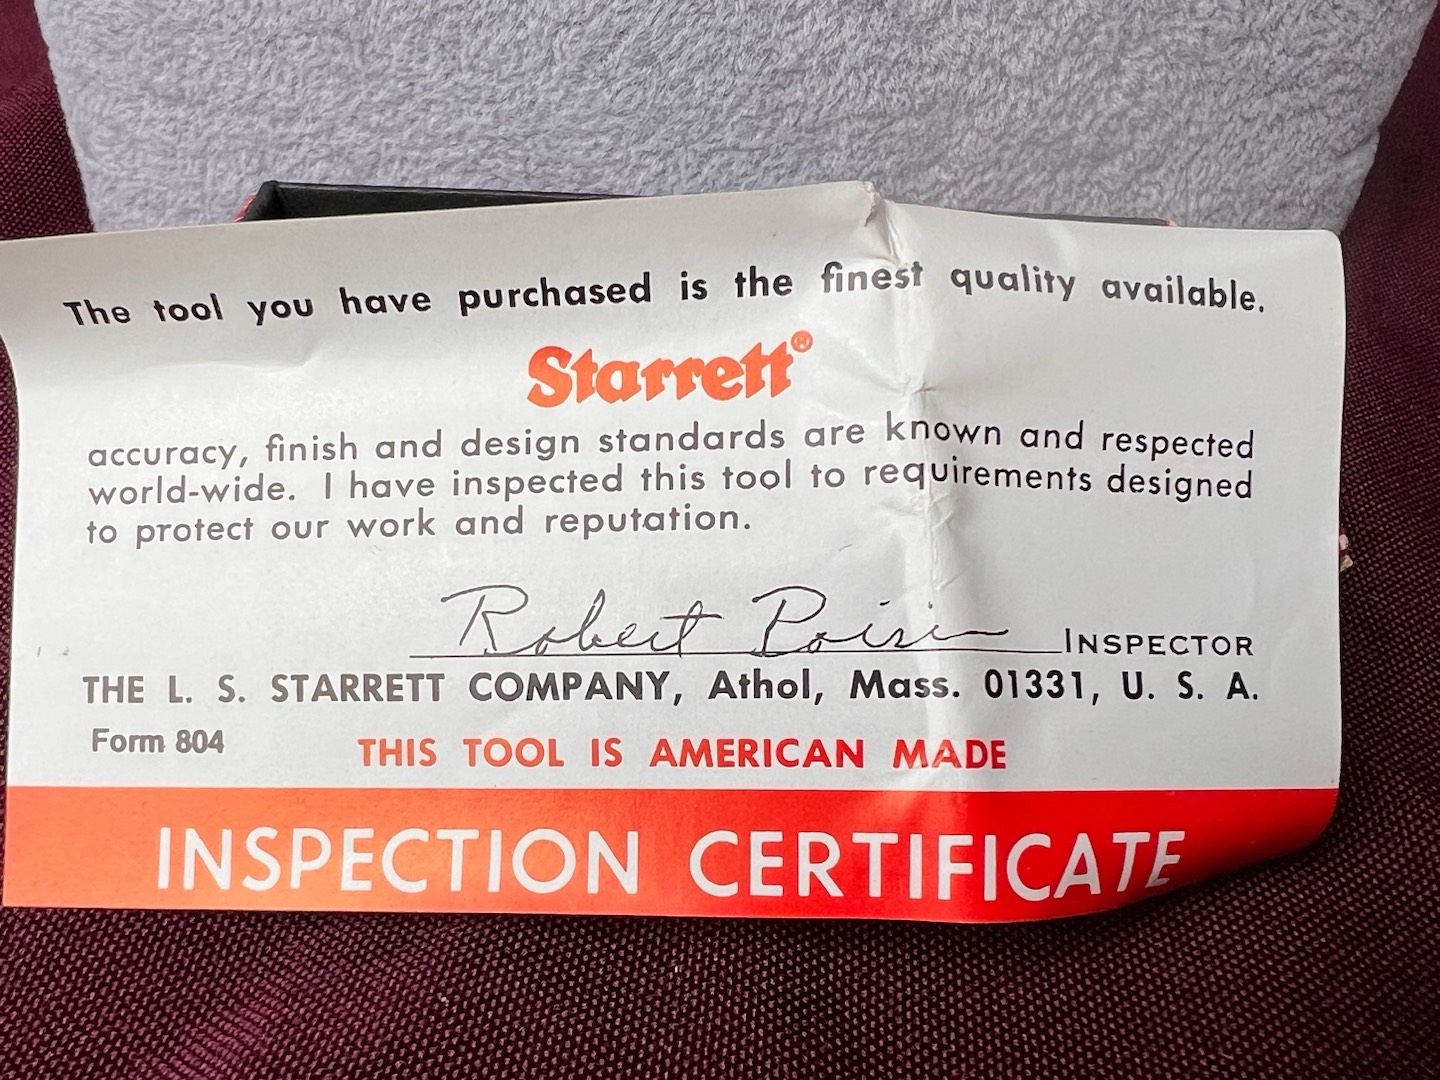 The tool you have purchased is the finest quality available.
Starrett®
accuracy, finish and design standards are known and respected
world-wide. I have inspected this tool to requirements designed
to protect our work and reputation.
Robert INSPECTOR
THE L. S. STARRETT COMPANY, Athol, Mass. 01331, U. S. A.
Form 804 THIS TOOL IS AMERICAN MADE
INSPECTION CERTIFICATE